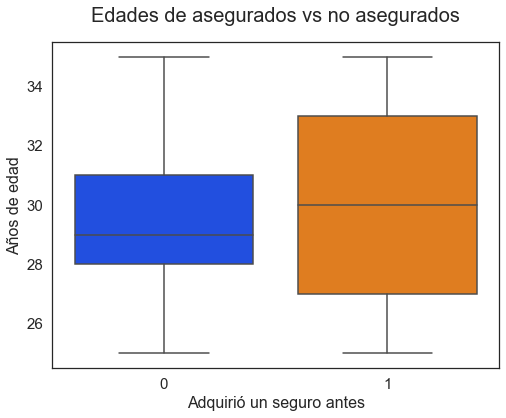 Edades de asegurados vs no asegurados
Años de edad
34
32
30
28
26
0
1
Adquirió un seguro antes